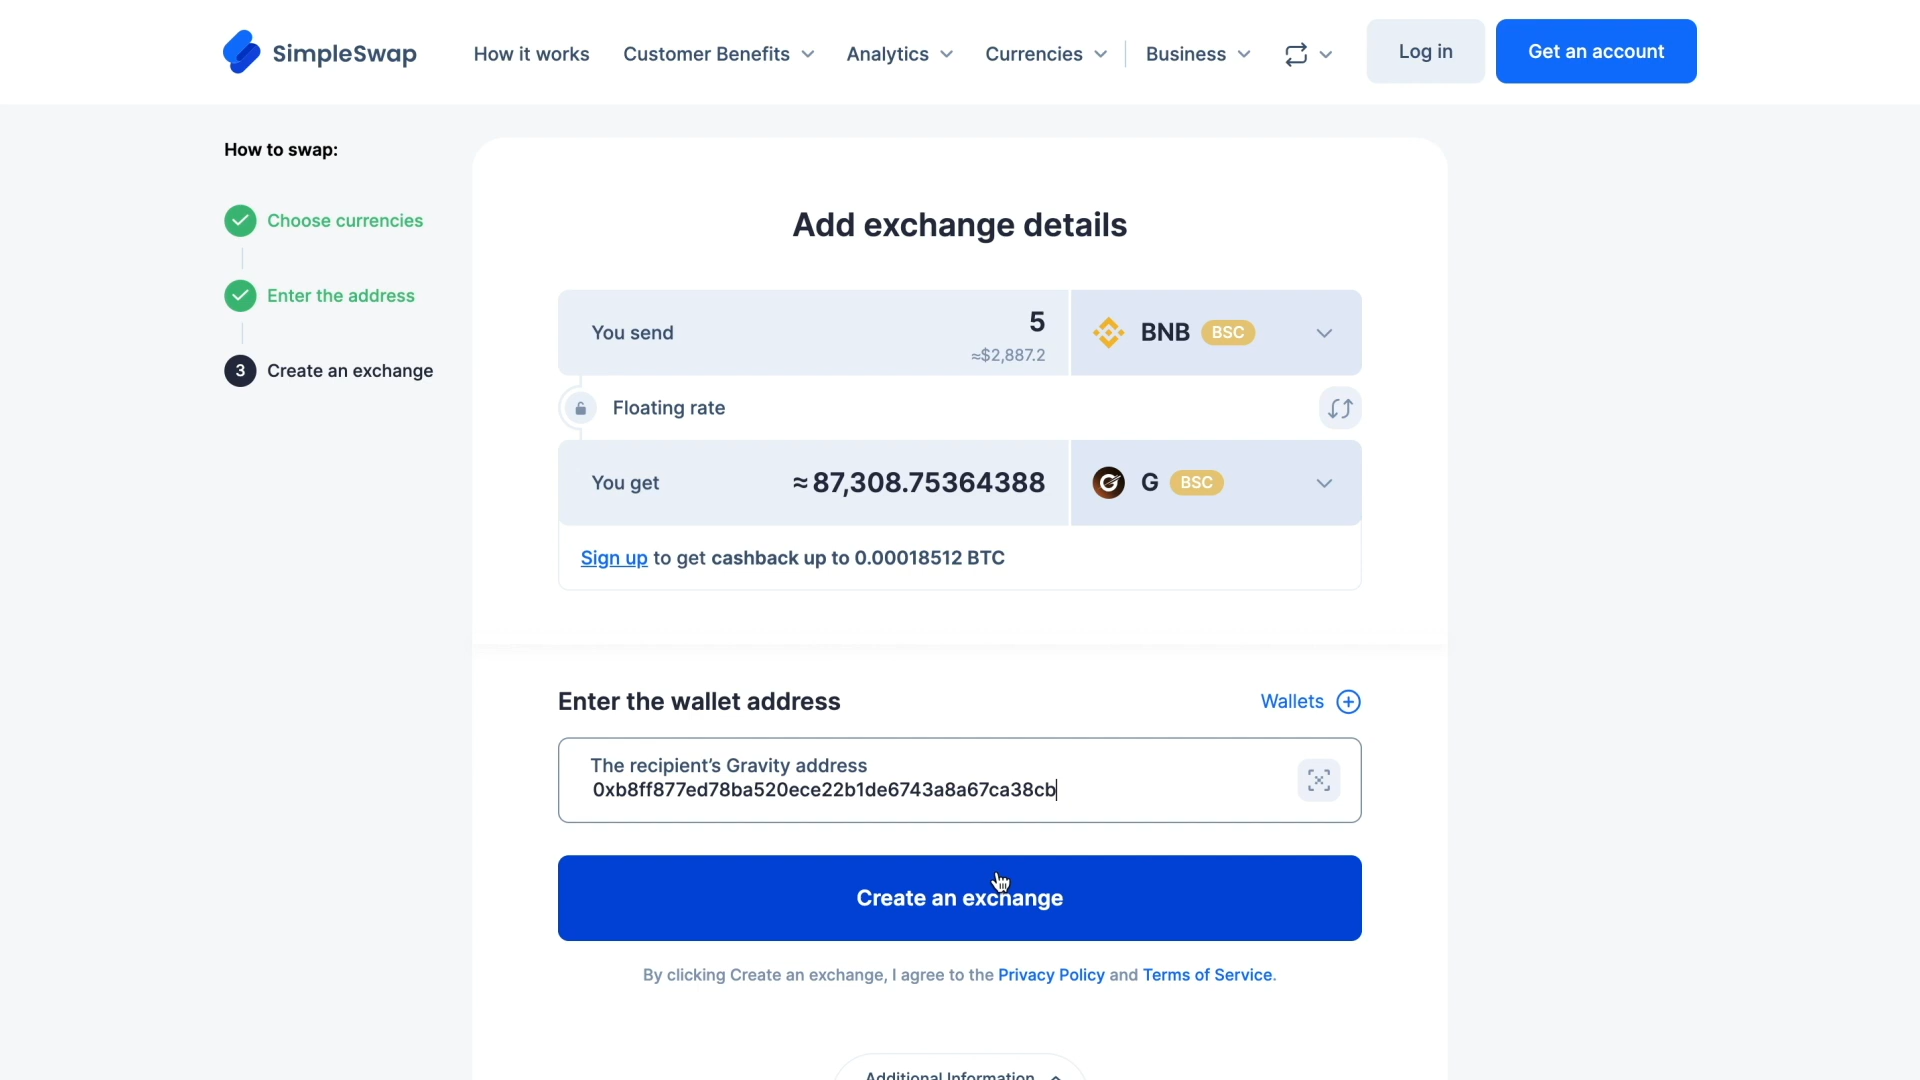 SimpleSwap
How it works
Customer Benefits
Analytics
Currencies
Business
Log in
Get an account
How to swap:
Choose currencies
Enter the address
3 Create an exchange
Add exchange details
You send
5
≈$2,887.2
BNB BSC
Floating rate
You get
≈ 87,308.75364388
G BSC
Sign up to get cashback up to 0.00018512 BTC
Enter the wallet address
Wallets
The recipient's Gravity address
0xb8ff877ed78ba520ece22b1de6743a8a67ca38cb
Create an exchange
By clicking Create an exchange, I agree to the Privacy Policy and Terms of Service.
Additional Information